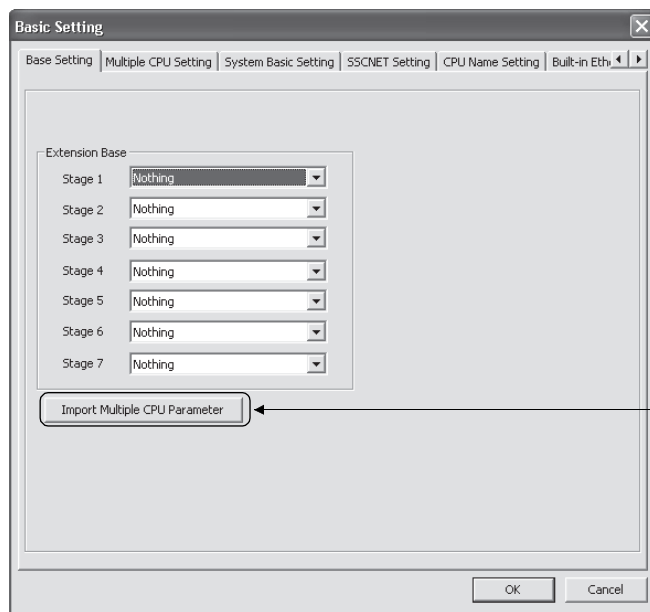 Basic Setting
Base Setting Multiple CPU Setting System Basic Setting SSCNET Setting CPU Name Setting Built-in Eth
Extension Base
Stage 1 Nothing
Stage 2 Nothing
Stage 3 Nothing
Stage 4 Nothing
Stage 5 Nothing
Stage 6 Nothing
Stage 7 Nothing
Import Multiple CPU Parameter
OK Cancel